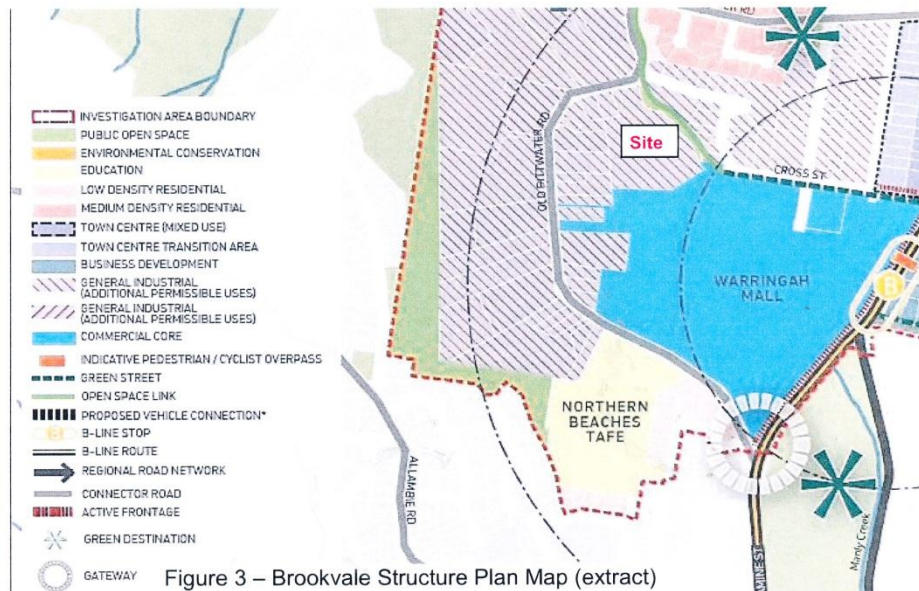 ER RD
INVESTIGATION AREA BOUNDARY
PUBLIC OPEN SPACE
ENVIRONMENTAL CONSERVATION
EDUCATION
LOW DENSITY RESIDENTIAL
MEDIUM DENSITY RESIDENTIAL
TOWN CENTRE (MIXED USE)
TOWN CENTRE TRANSITION AREA
BUSINESS DEVELOPMENT
GENERAL INDUSTRIAL
(ADDITIONAL PERMISSIBLE USES)
GENERAL INDUSTRIAL
(ADDITIONAL PERMISSIBLE USES)
COMMERCIAL CORE
INDICATIVE PEDESTRIAN / CYCLIST OVERPASS
GREEN STREET
OPEN SPACE LINK
PROPOSED VEHICLE CONNECTION*
B
B-LINE STOP
B-LINE ROUTE
REGIONAL ROAD NETWORK
CONNECTOR ROAD
ACTIVE FRONTAGE
GREEN DESTINATION
GATEWAY
OLD PITTWATER RD
Site
CROSS ST
WARRINGAH
MALL
B
NORTHERN
BEACHES
TAFE
ALLAMBIE RD
Manly Creek
MINE ST
Figure 3 – Brookvale Structure Plan Map (extract)